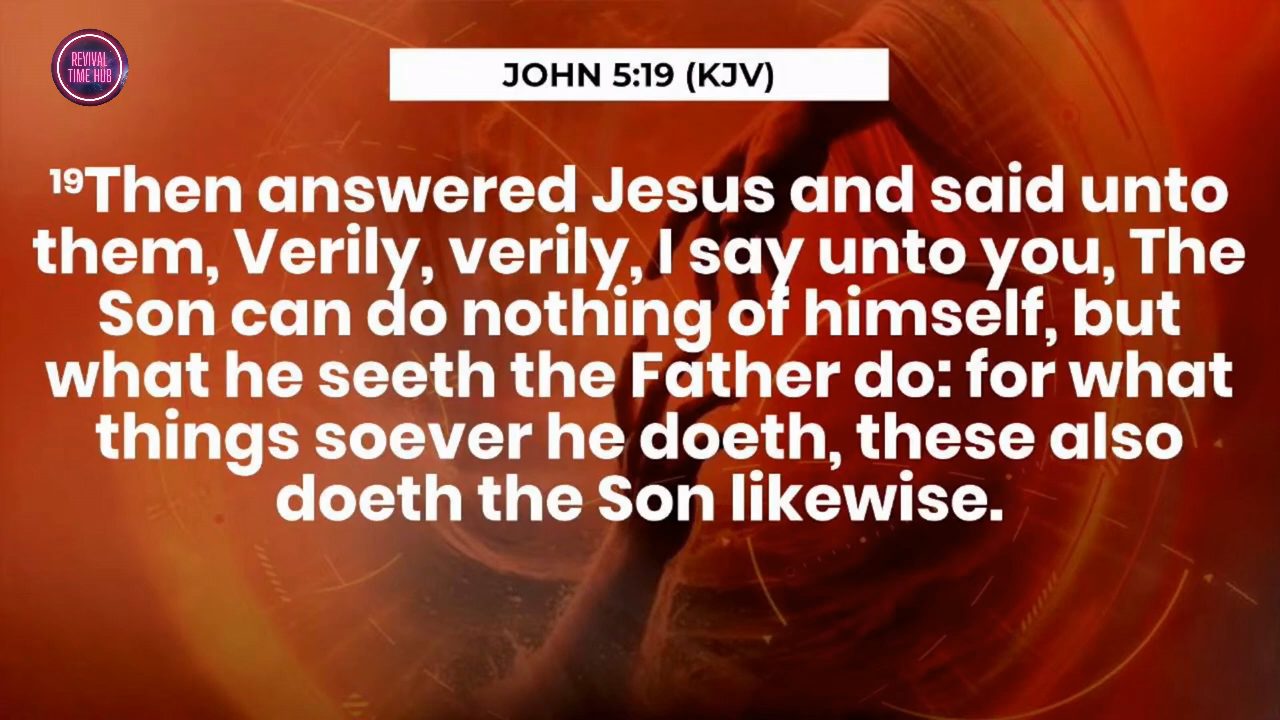 REVIVAL
TIME HUB
JOHN 5:19 (KJV)
¹⁹Then answered Jesus and said unto
them, Verily, verily, I say unto you, The
Son can do nothing of himself, but
what he seeth the Father do: for what
things soever he doeth, these also
doeth the Son likewise.